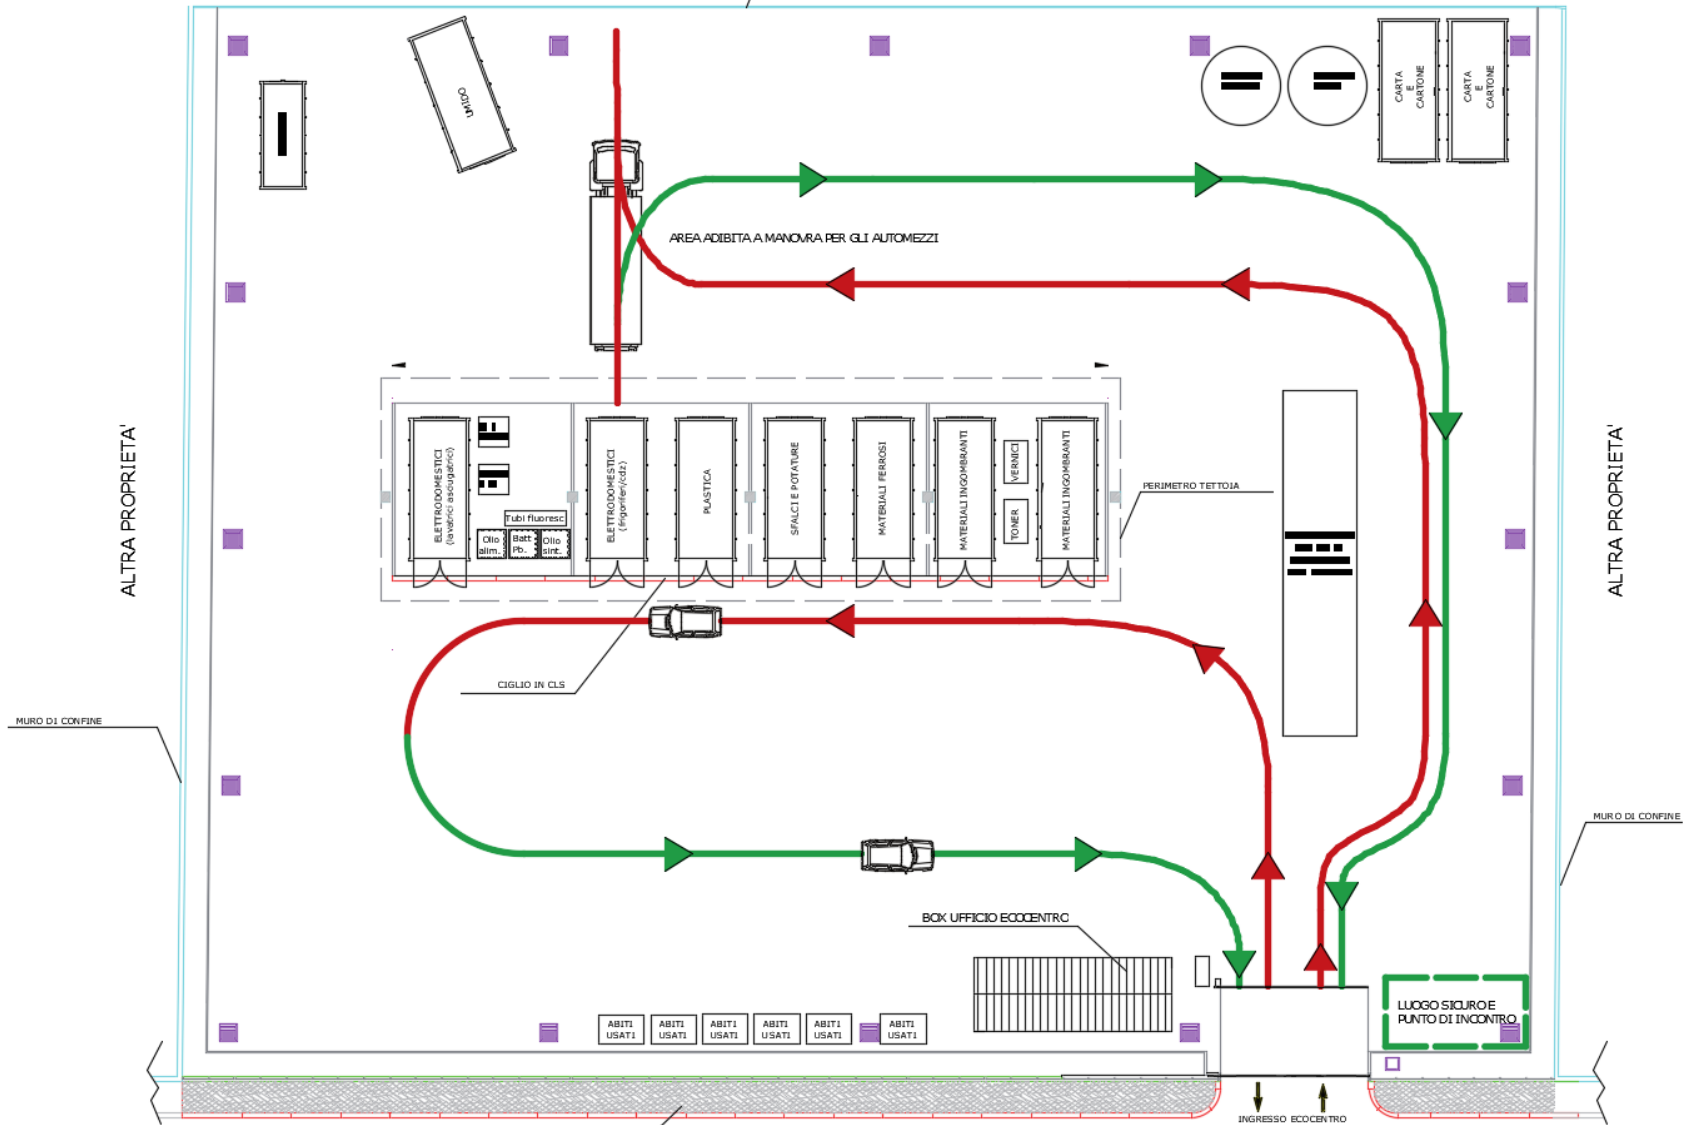 UMIDO
CARTA
E
CARTONE
CARTA
E
CARTONE
AREA ADIBITA A MANOVRA PER GLI AUTOMEZZI
ALTRA PROPRIETA'
ELETTRODOMESTICI
(lavatrici asciugatrici)
Tubi fluoresc
Olio
alim.
Batt
Pb.
Olio
sint.
ELETTRODOMESTICI
(frigoriferi/cdz)
PLASTICA
SFALCI E POTATURE
MATERIALI FERROSI
MATERIALI INGOMBRANTI
VERNICI
TONER
MATERIALI INGOMBRANTI
PERIMETRO TETTOIA
ALTRA PROPRIETA'
CIGLIO IN CLS
MURO DI CONFINE
MURO DI CONFINE
BOX UFFICIO ECOCENTRO
LUOGO SICURO E
PUNTO DI INCONTRO
ABITI
USATI
ABITI
USATI
ABITI
USATI
ABITI
USATI
ABITI
USATI
ABITI
USATI
INGRESSO ECOCENTRO